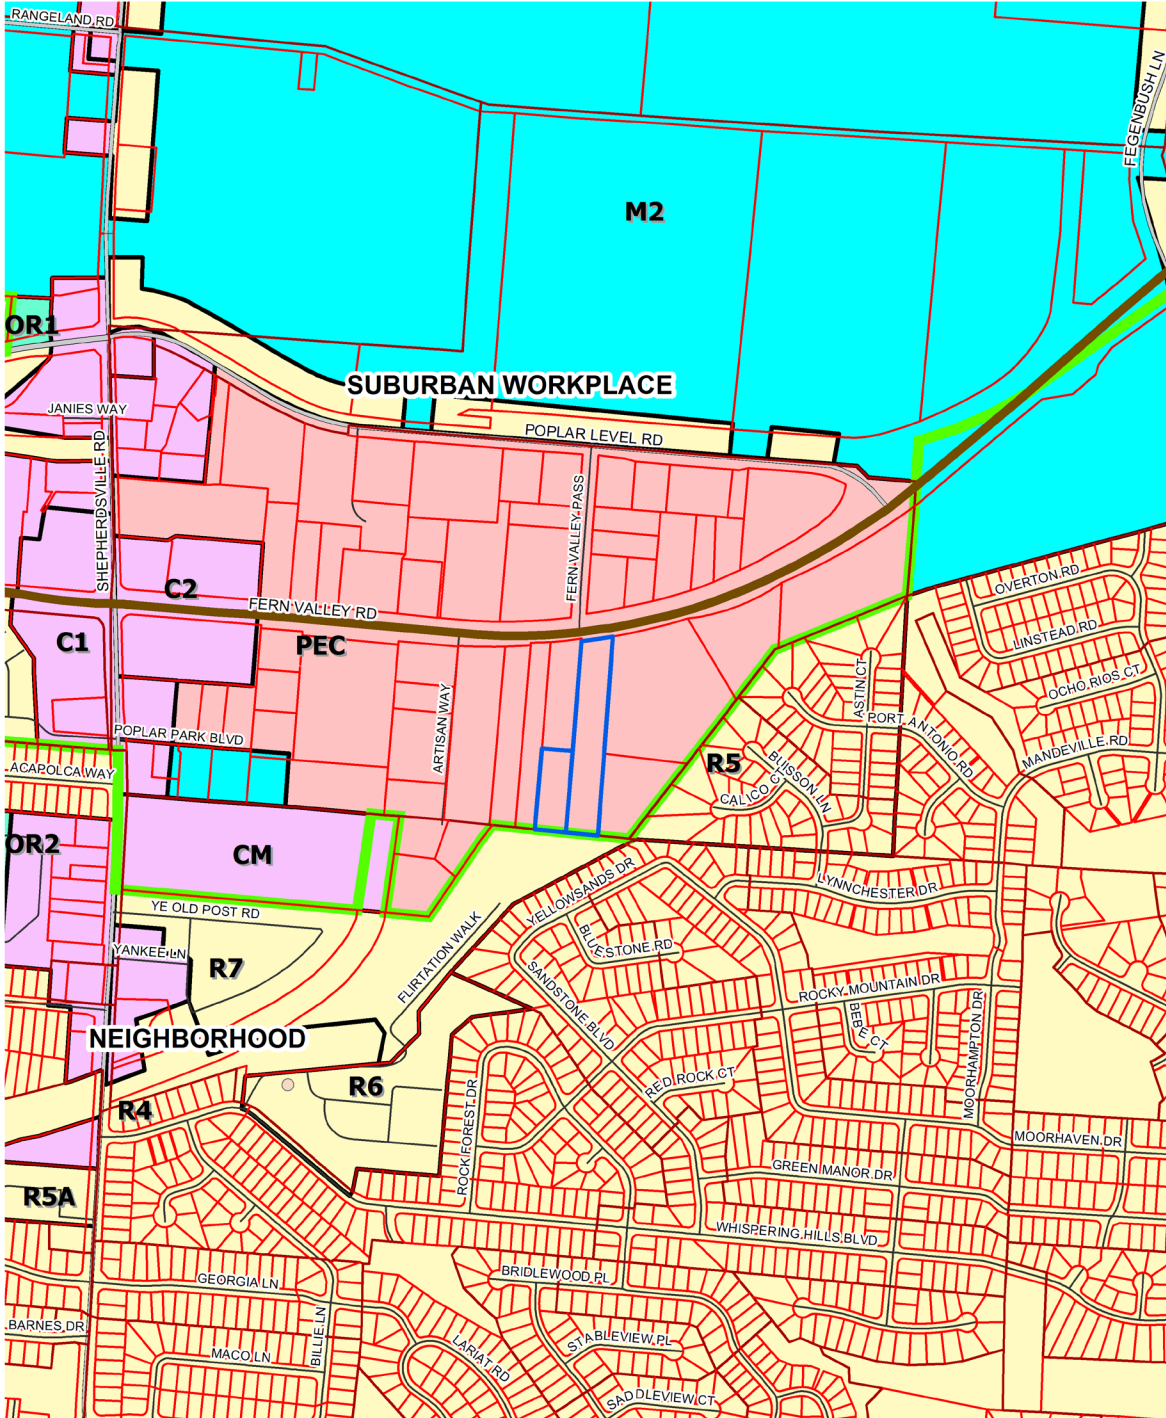 RANGELAND RD
FEGENBUSH LN
M2
OR1
SUBURBAN WORKPLACE
JANIES WAY
POPLAR LEVEL RD
SHEPHERDSVILLE RD
FERN VALLEY PASS
C2
FERN VALLEY RD
C1
PEC
OVERTON RD
LINSTEAD RD
OCHO RIOS CT
ASTIN CT
PORT ANTONIO RD
MANDEVILLE RD
POPLAR PARK BLVD
ARTISAN WAY
ACAPOLCA WAY
R5
BUISSON LN
CALICO CT
OR2
CM
LYNNCHESTER DR
YELLOWSANDS DR
YE OLD POST RD
FLIRTATION WALK
BLUESTONE RD
YANKEE LN
R7
SANDSTONE BLVD
ROCKY MOUNTAIN DR
BEBE CT
NEIGHBORHOOD
MOORHAMPTON DR
R6
RED ROCK CT
R4
ROCK FOREST DR
MOORHAVEN DR
GREEN MANOR DR
R5A
WHISPERING HILLS BLVD
GEORGIA LN
BRIDLEWOOD PL
BARNES DR
BILLIE LN
MACO LN
LARIAT RD
STABLEVIEW PL
SADDLEVIEW CT